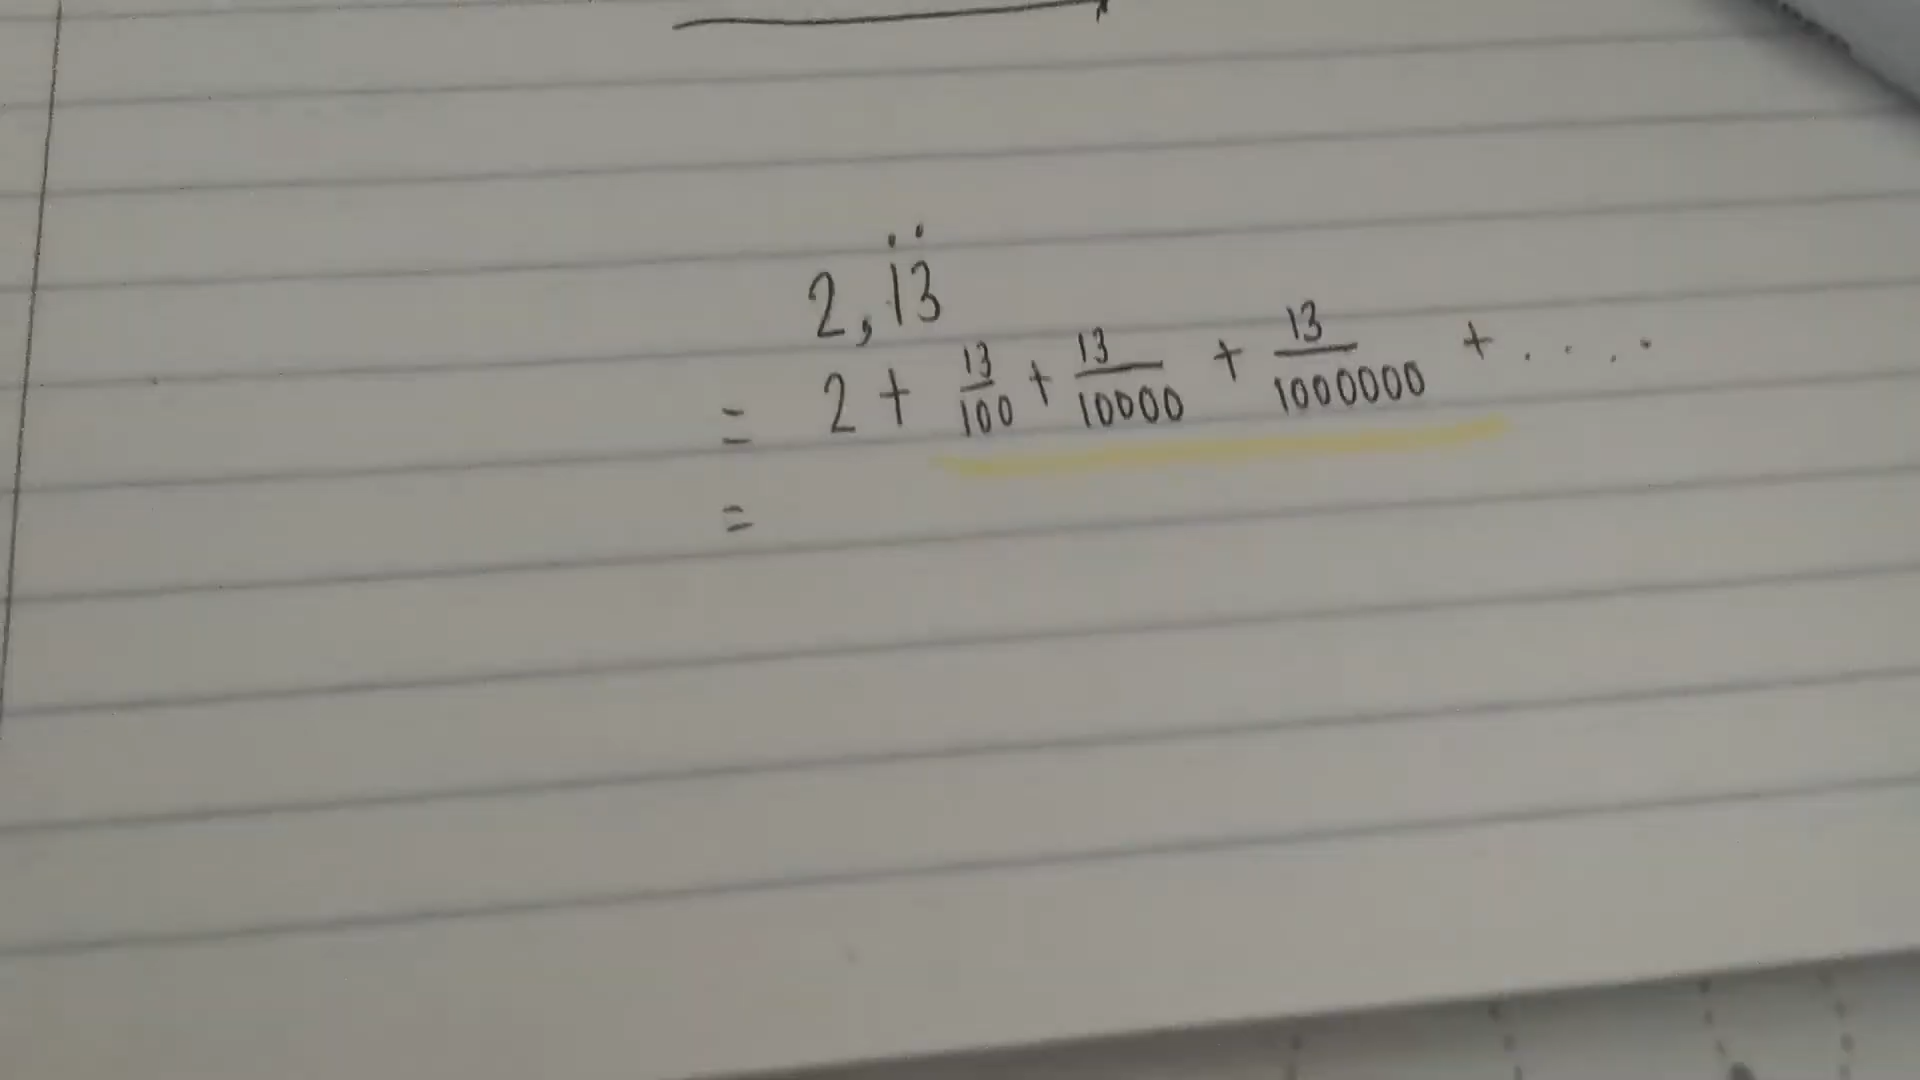 2,1̇3̇
= 2 + 13/100 + 13/10000 + 13/1000000 + ....
=